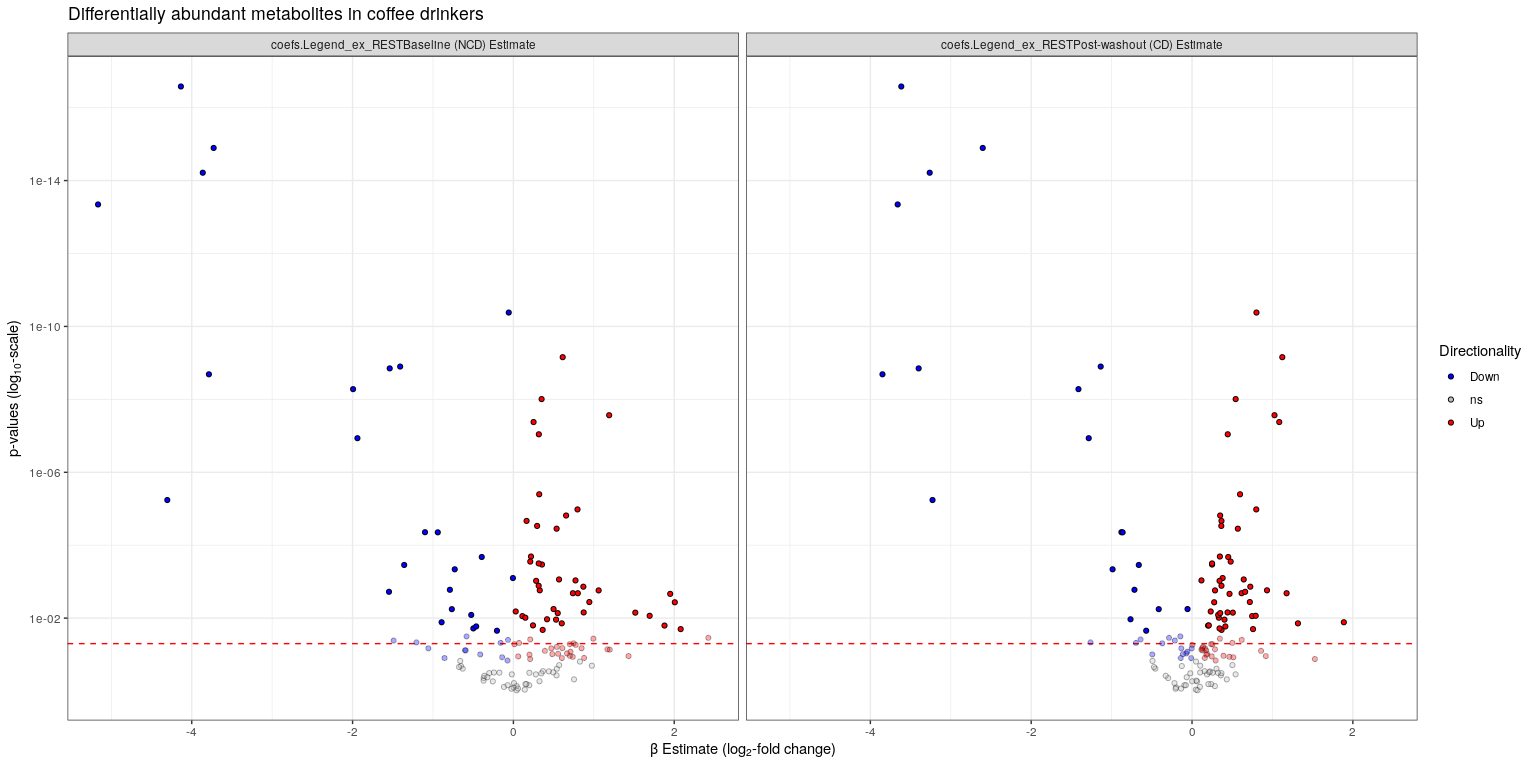 Differentially abundant metabolites in coffee drinkers
coefs.Legend_ex_RESTBaseline (NCD) Estimate
coefs.Legend_ex_RESTPost-washout (CD) Estimate
p-values (log₁₀-scale)
1e-14
1e-10
1e-06
1e-02
-4
-2
0
2
-4
-2
0
2
β Estimate (log₂-fold change)
Directionality
Down
ns
Up